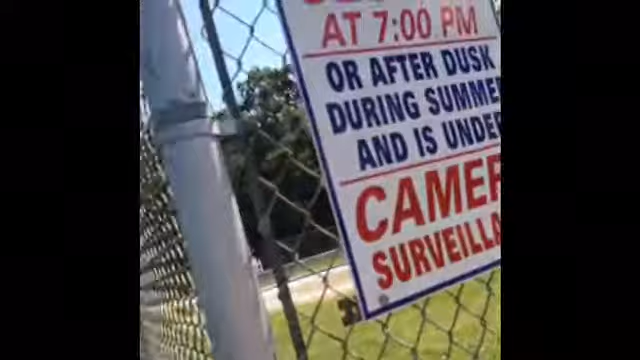 AT 7:00 PM
OR AFTER DUSK
DURING SUMME
AND IS UNDE
CAMER
SURVEILLA